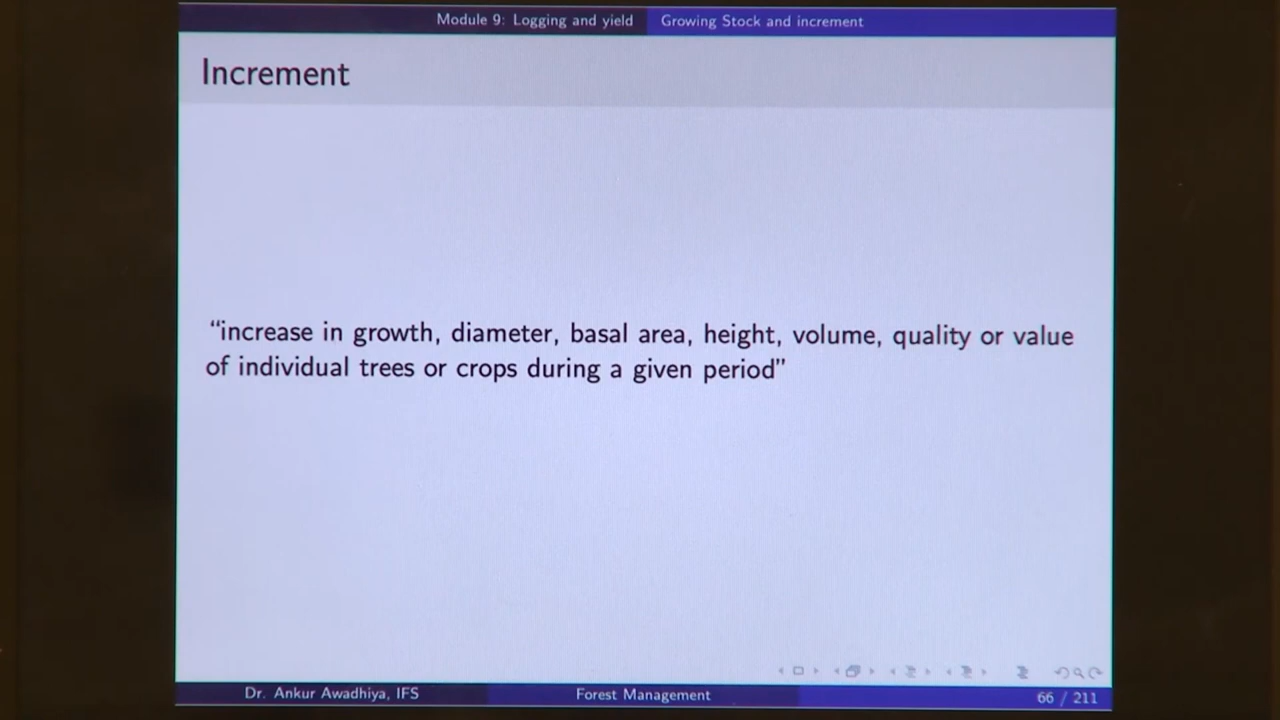 Module 9: Logging and yield Growing Stock and increment
Increment
“increase in growth, diameter, basal area, height, volume, quality or value
of individual trees or crops during a given period”
Dr. Ankur Awadhiya, IFS Forest Management 66 / 211